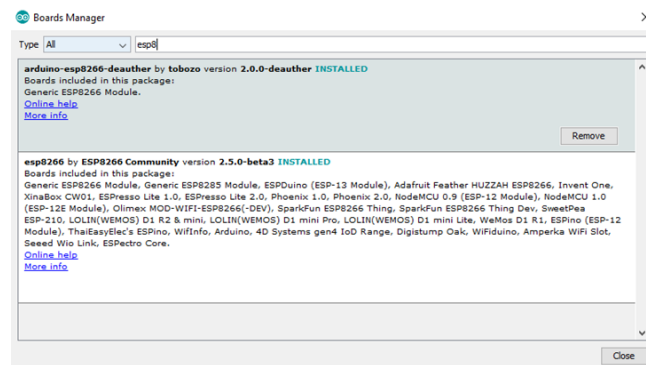 Boards Manager
Type All esp8
arduino-esp8266-deauther by tobozo version 2.0.0-deauther INSTALLED
Boards included in this package:
Generic ESP8266 Module.
Online help
More info
Remove
esp8266 by ESP8266 Community version 2.5.0-beta3 INSTALLED
Boards included in this package:
Generic ESP8266 Module, Generic ESP8285 Module, ESPDuino (ESP-13 Module), Adafruit Feather HUZZAH ESP8266, Invent One,
XinaBox CW01, ESPresso Lite 1.0, ESPresso Lite 2.0, Phoenix 1.0, Phoenix 2.0, NodeMCU 0.9 (ESP-12 Module), NodeMCU 1.0
(ESP-12E Module), Olimex MOD-WIFI-ESP8266(-DEV), SparkFun ESP8266 Thing, SparkFun ESP8266 Thing Dev, SweetPea
ESP-210, LOLIN(WEMOS) D1 R2 & mini, LOLIN(WEMOS) D1 mini Pro, LOLIN(WEMOS) D1 mini Lite, WeMos D1 R1, ESPino (ESP-12
Module), ThaiEasyElec's ESPino, WifInfo, Arduino, 4D Systems gen4 IoD Range, Digistump Oak, WiFiduino, Amperka WiFi Slot,
Seeed Wio Link, ESPectro Core.
Online help
More info
Close